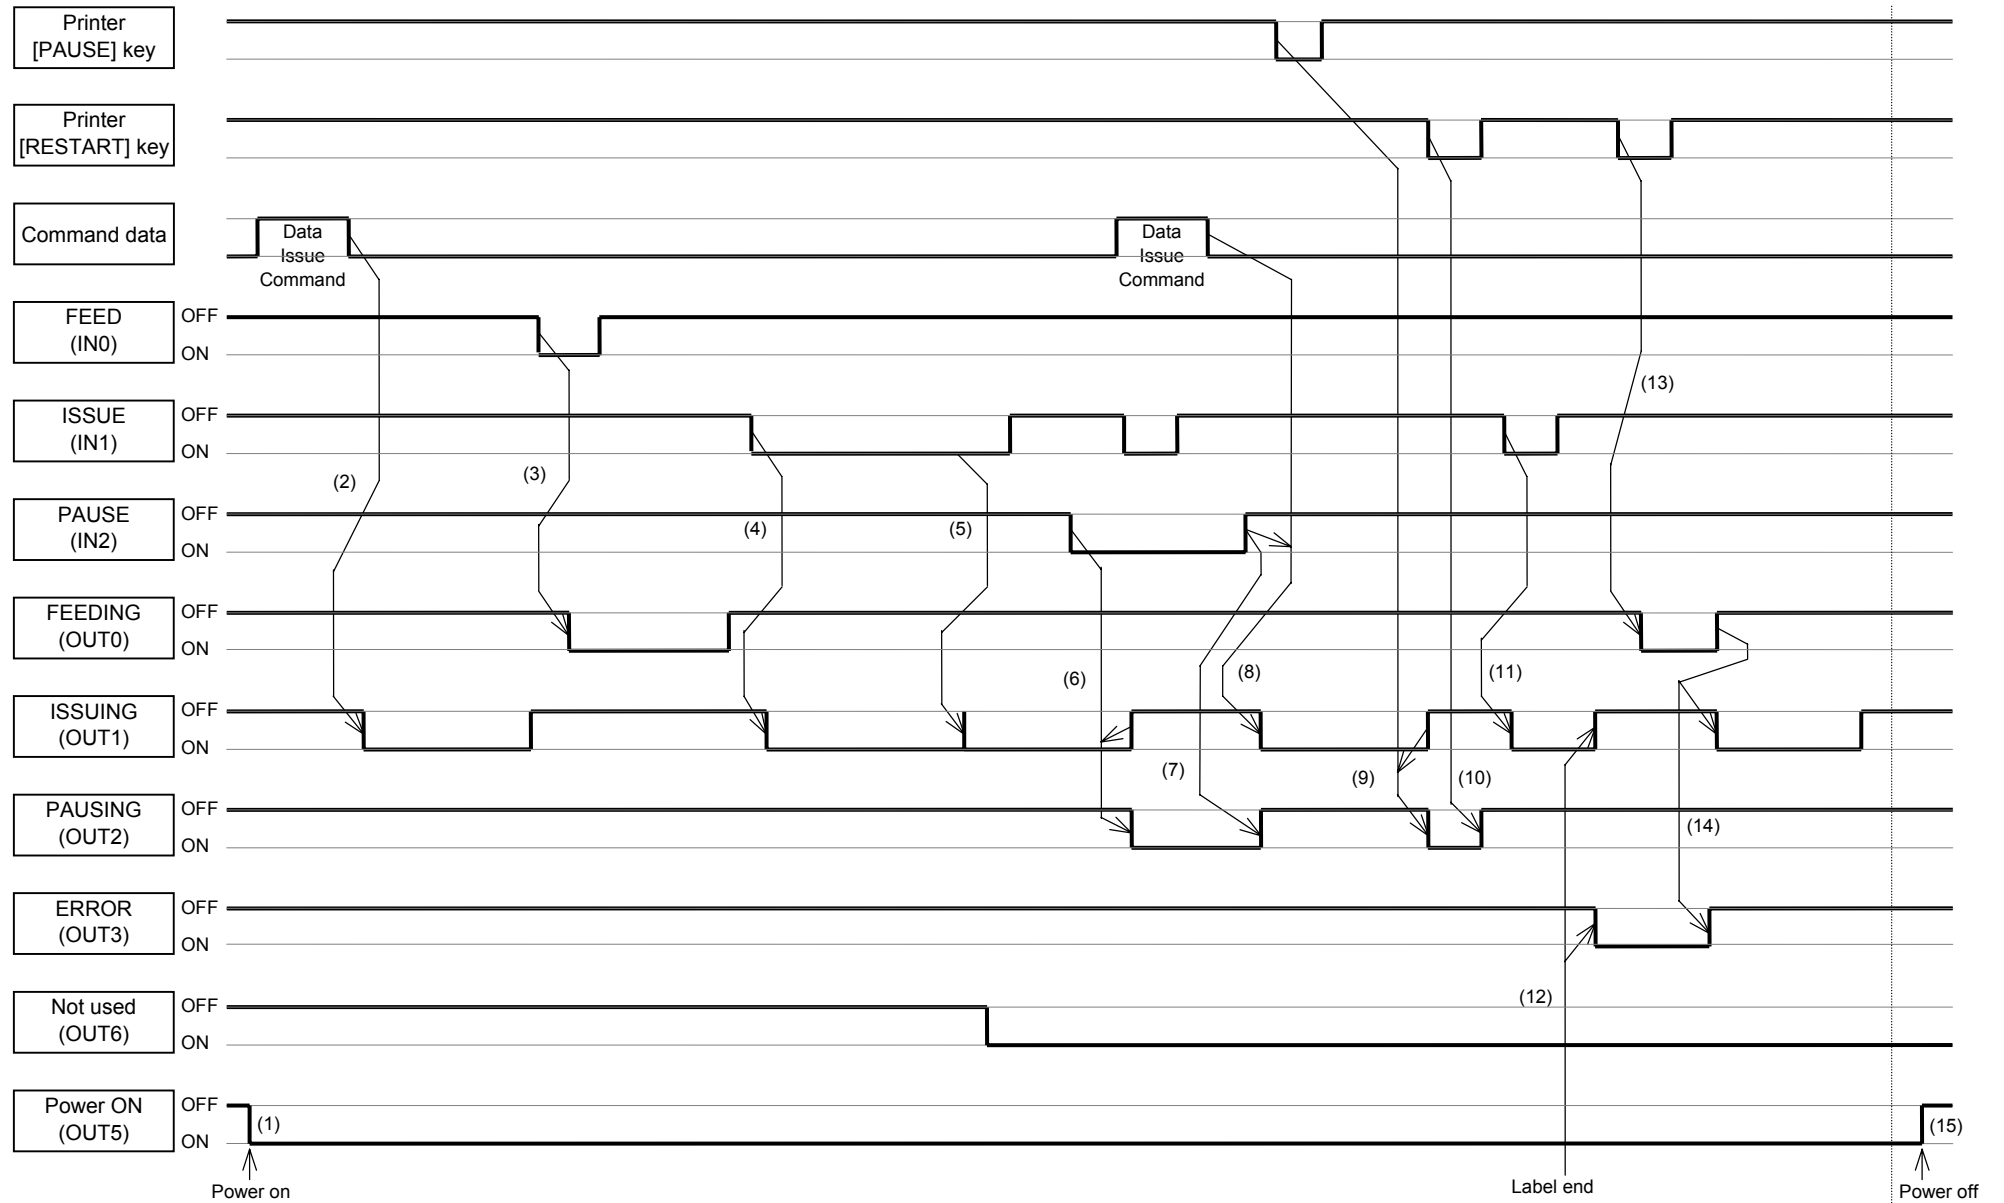 Printer
[PAUSE] key
Printer
[RESTART] key
Command data
Data
Issue
Command
Data
Issue
Command
FEED
(IN0)
OFF
ON
(13)
ISSUE
(IN1)
OFF
ON
(2)
(3)
PAUSE
(IN2)
OFF
ON
(4)
(5)
FEEDING
(OUT0)
OFF
ON
(6)
(8)
(11)
ISSUING
(OUT1)
OFF
ON
(7)
(9)
(10)
PAUSING
(OUT2)
OFF
ON
(14)
ERROR
(OUT3)
OFF
ON
(12)
Not used
(OUT6)
OFF
ON
Power ON
(OUT5)
OFF
ON
(1)
(15)
Power on
Label end
Power off